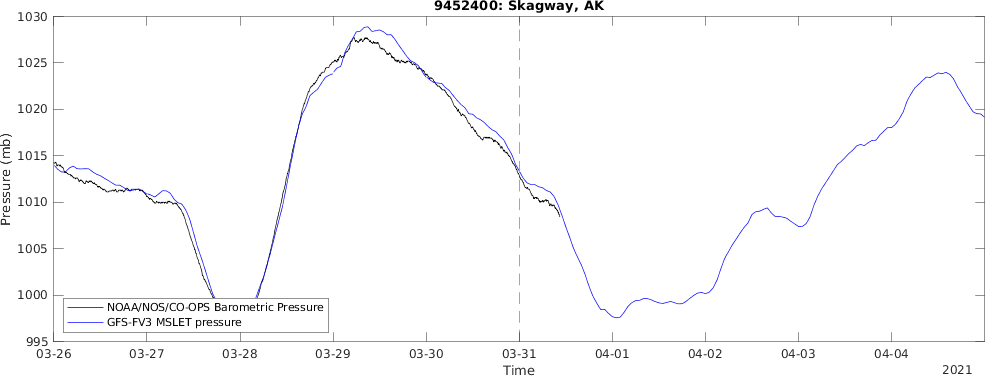 9452400: Skagway, AK
1030
1025
1020
1015
1010
1005
1000
995
Pressure (mb)
NOAA/NOS/CO-OPS Barometric Pressure
GFS-FV3 MSLET pressure
03-26 03-27 03-28 03-29 03-30 03-31 04-01 04-02 04-03 04-04
Time
2021